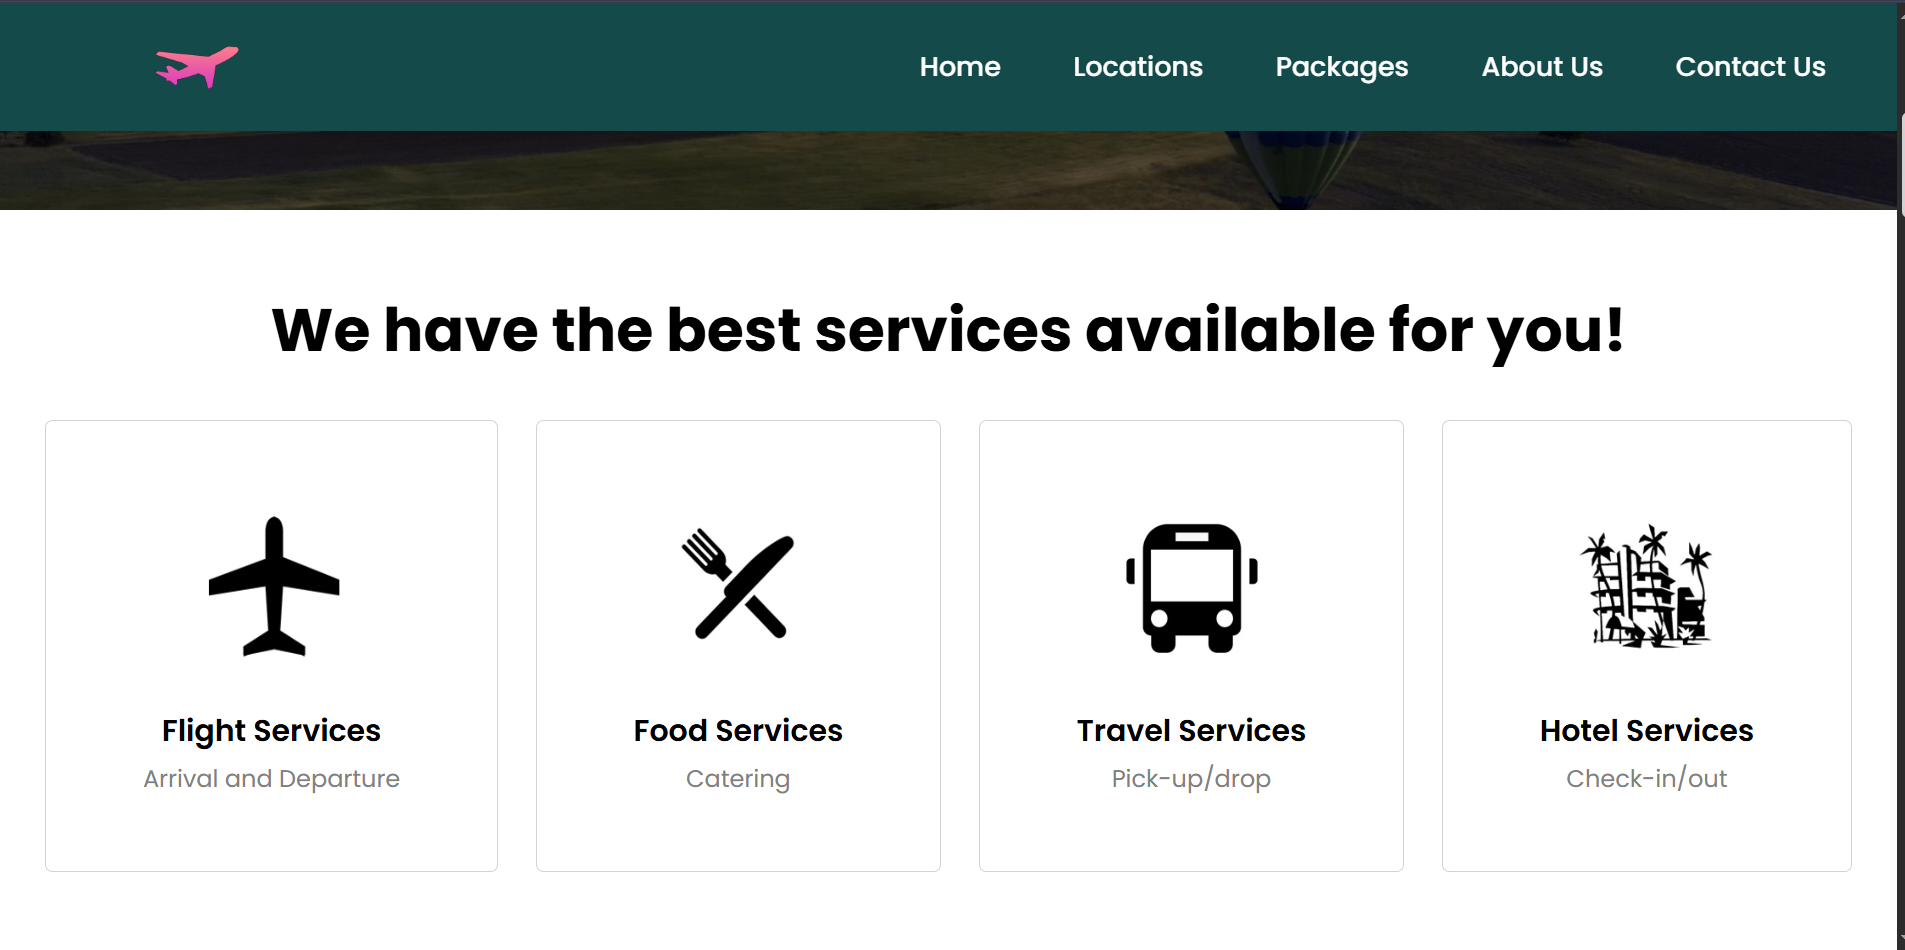 Home Locations Packages About Us Contact Us
We have the best services available for you!
Flight Services
Arrival and Departure
Food Services
Catering
Travel Services
Pick-up/drop
Hotel Services
Check-in/out